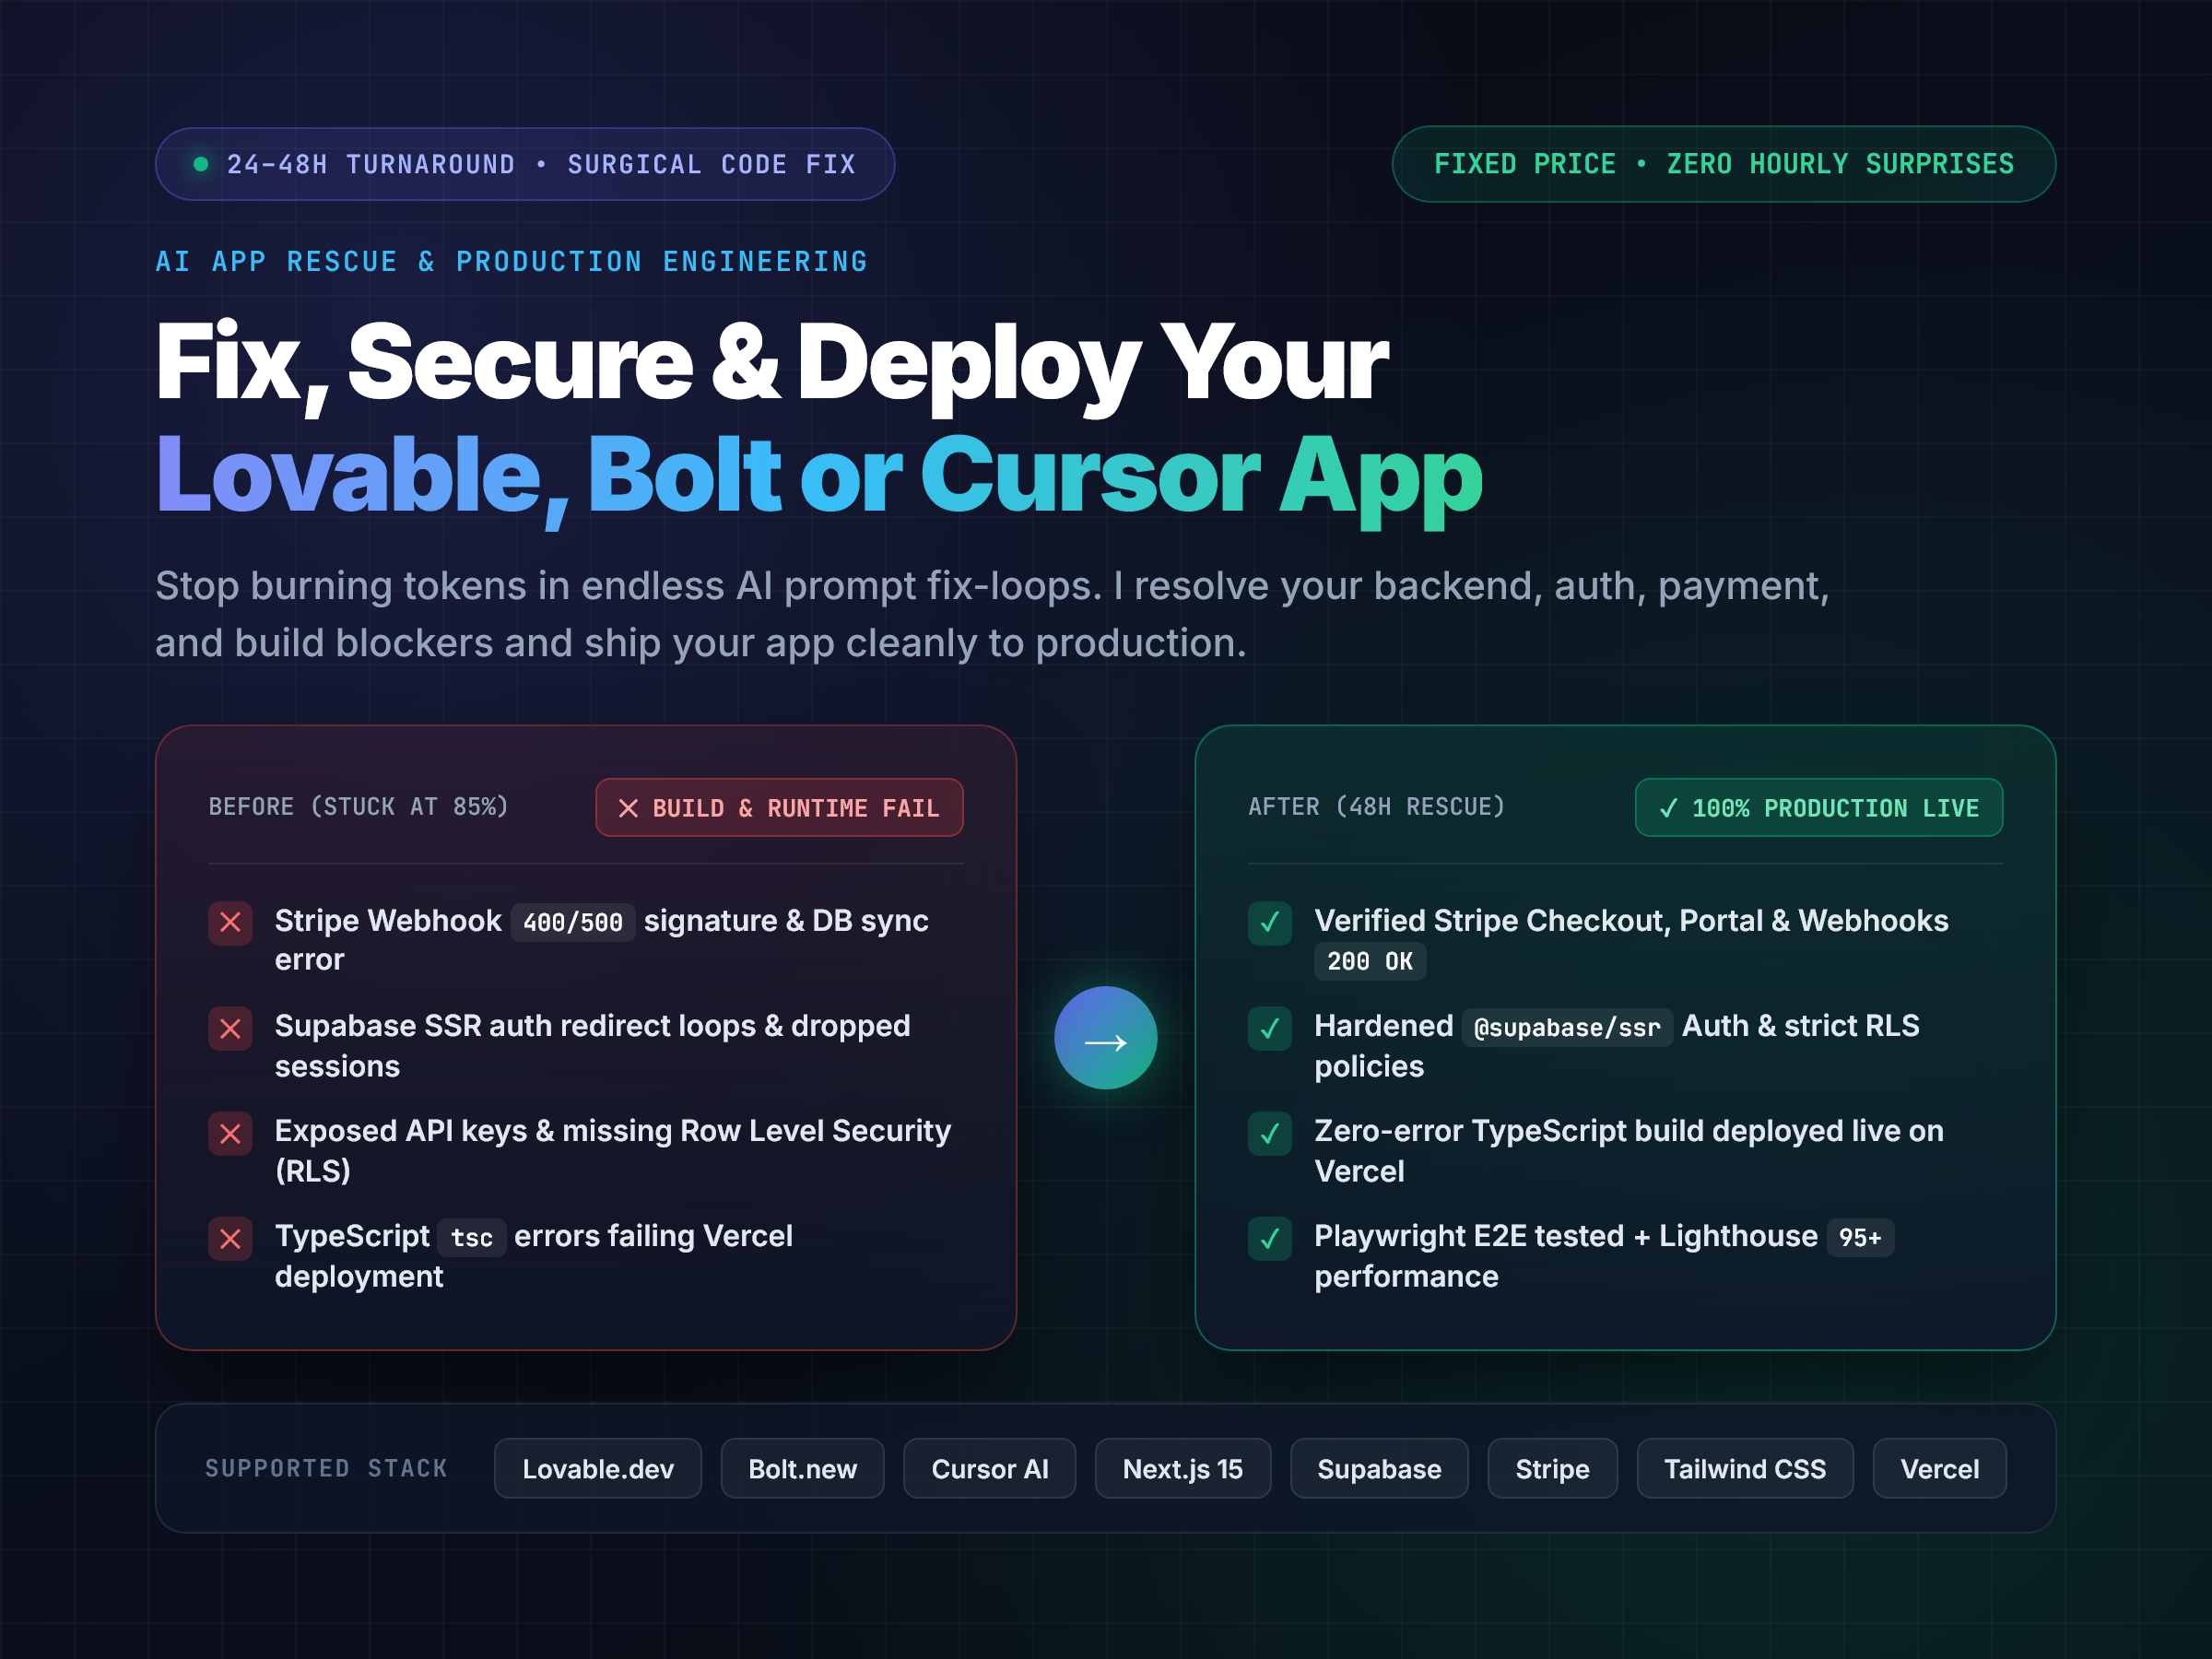 24–48H TURNAROUND • SURGICAL CODE FIX
FIXED PRICE • ZERO HOURLY SURPRISES
AI APP RESCUE & PRODUCTION ENGINEERING
Fix, Secure & Deploy Your
Lovable, Bolt or Cursor App
Stop burning tokens in endless AI prompt fix-loops. I resolve your backend, auth, payment,
and build blockers and ship your app cleanly to production.
BEFORE (STUCK AT 85%)
✕ BUILD & RUNTIME FAIL
✕ Stripe Webhook 400/500 signature & DB sync
error
✕ Supabase SSR auth redirect loops & dropped
sessions
✕ Exposed API keys & missing Row Level Security
(RLS)
✕ TypeScript tsc errors failing Vercel
deployment
→
AFTER (48H RESCUE)
✓ 100% PRODUCTION LIVE
✓ Verified Stripe Checkout, Portal & Webhooks
200 OK
✓ Hardened @supabase/ssr Auth & strict RLS
policies
✓ Zero-error TypeScript build deployed live on
Vercel
✓ Playwright E2E tested + Lighthouse 95+
performance
SUPPORTED STACK
Lovable.dev
Bolt.new
Cursor AI
Next.js 15
Supabase
Stripe
Tailwind CSS
Vercel